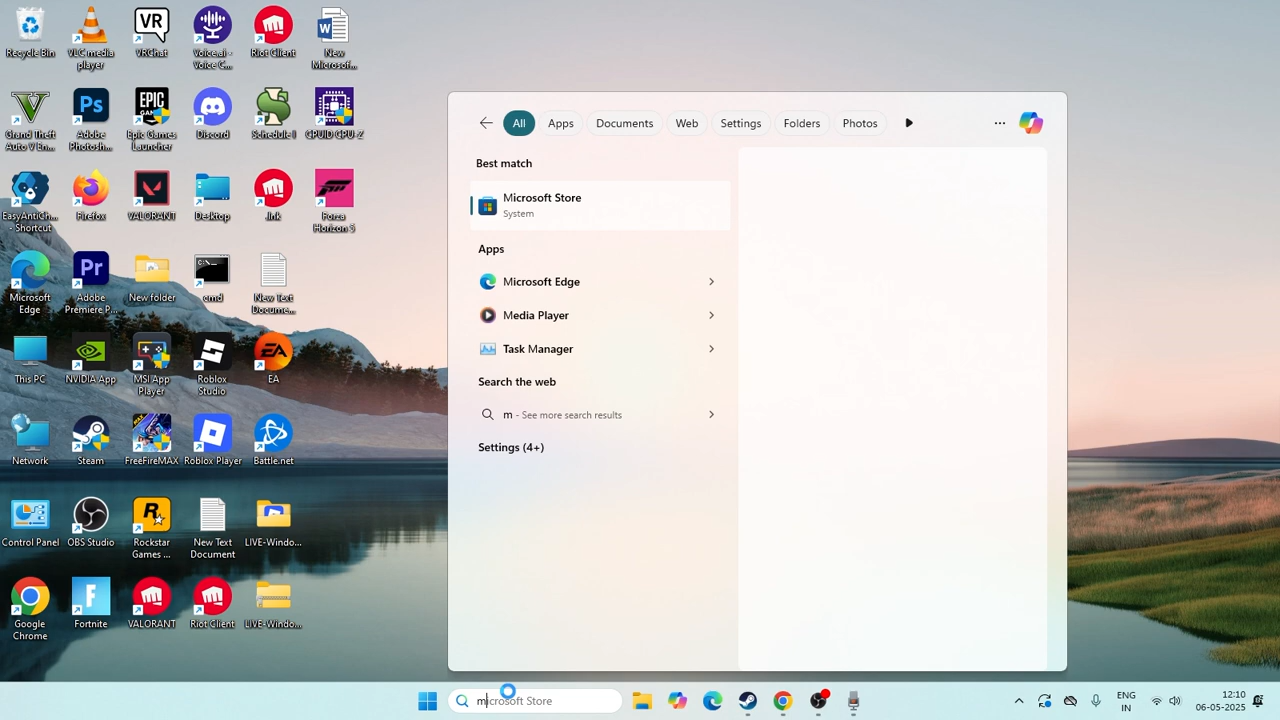 Recycle Bin
VLC media player
VRChat
Voice.ai - Voice C...
Riot Client
New Microsof...
Grand Theft Auto V En...
Adobe Photosh...
Epic Games Launcher
Discord
Schedule I
CPUID CPU-Z
EasyAntiCh... - Shortcut
Firefox
VALORANT
Desktop
.lnk
Forza Horizon 5
Microsoft Edge
Adobe Premiere P...
New folder
cmd
New Text Docume...
This PC
NVIDIA App
MSI App Player
Roblox Studio
EA
Network
Steam
FreeFireMAX
Roblox Player
Battle.net
Control Panel
OBS Studio
Rockstar Games ...
New Text Document
LIVE-Windo...
Google Chrome
Fortnite
VALORANT
Riot Client
LIVE-Windo...
All
Apps
Documents
Web
Settings
Folders
Photos
Best match
Microsoft Store
System
Apps
Microsoft Edge
Media Player
Task Manager
Search the web
m - See more search results
Settings (4+)
microsoft Store
ENG
IN
12:10
06-05-2025